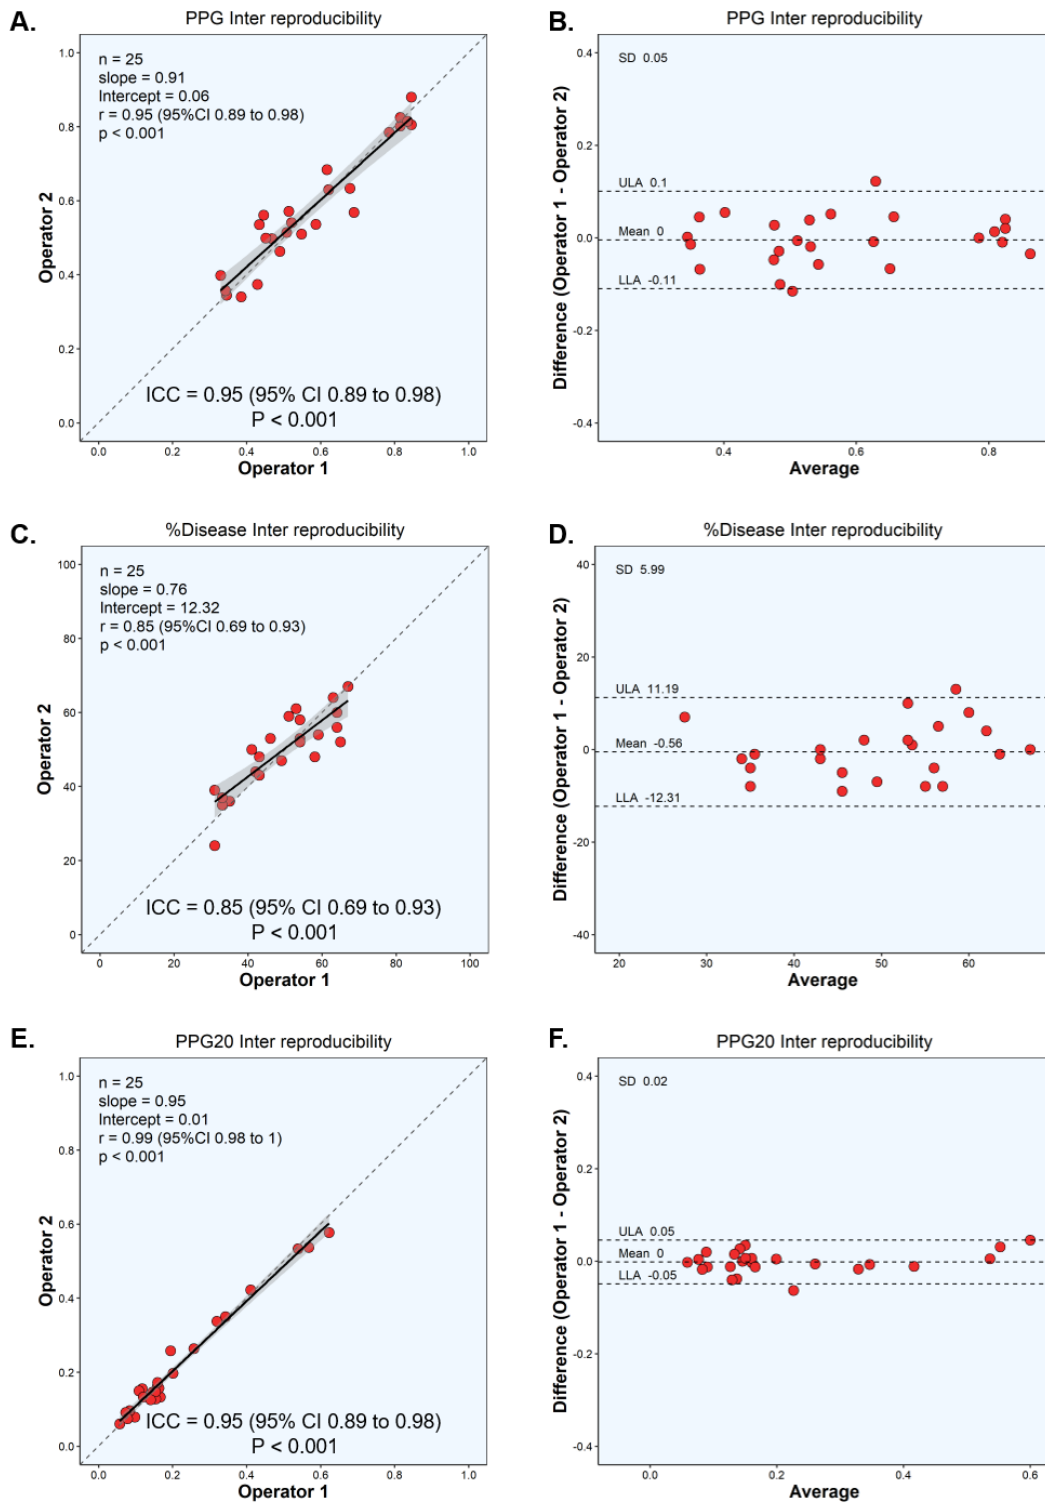 A.
PPG Inter reproducibility
n = 25
slope = 0.91
Intercept = 0.06
r = 0.95 (95%CI 0.89 to 0.98)
p < 0.001
ICC = 0.95 (95% CI 0.89 to 0.98)
P < 0.001
1.0
0.8
0.6
0.4
0.2
0.0
Operator 2
0.0 0.2 0.4 0.6 0.8 1.0
Operator 1
B.
PPG Inter reproducibility
SD 0.05
ULA 0.1
Mean 0
LLA -0.11
0.4
0.2
0.0
-0.2
-0.4
Difference (Operator 1 - Operator 2)
0.4 0.6 0.8
Average
C.
%Disease Inter reproducibility
n = 25
slope = 0.76
Intercept = 12.32
r = 0.85 (95%CI 0.69 to 0.93)
p < 0.001
ICC = 0.85 (95% CI 0.69 to 0.93)
P < 0.001
100
80
60
40
20
0
Operator 2
0 20 40 60 80 100
Operator 1
D.
%Disease Inter reproducibility
SD 5.99
ULA 11.19
Mean -0.56
LLA -12.31
40
20
0
-20
-40
Difference (Operator 1 - Operator 2)
20 30 40 50 60
Average
E.
PPG20 Inter reproducibility
n = 25
slope = 0.95
Intercept = 0.01
r = 0.99 (95%CI 0.98 to 1)
p < 0.001
ICC = 0.95 (95% CI 0.89 to 0.98)
P < 0.001
1.0
0.8
0.6
0.4
0.2
0.0
Operator 2
0.0 0.2 0.4 0.6 0.8 1.0
Operator 1
F.
PPG20 Inter reproducibility
SD 0.02
ULA 0.05
Mean 0
LLA -0.05
0.4
0.2
0.0
-0.2
-0.4
Difference (Operator 1 - Operator 2)
0.0 0.2 0.4 0.6
Average